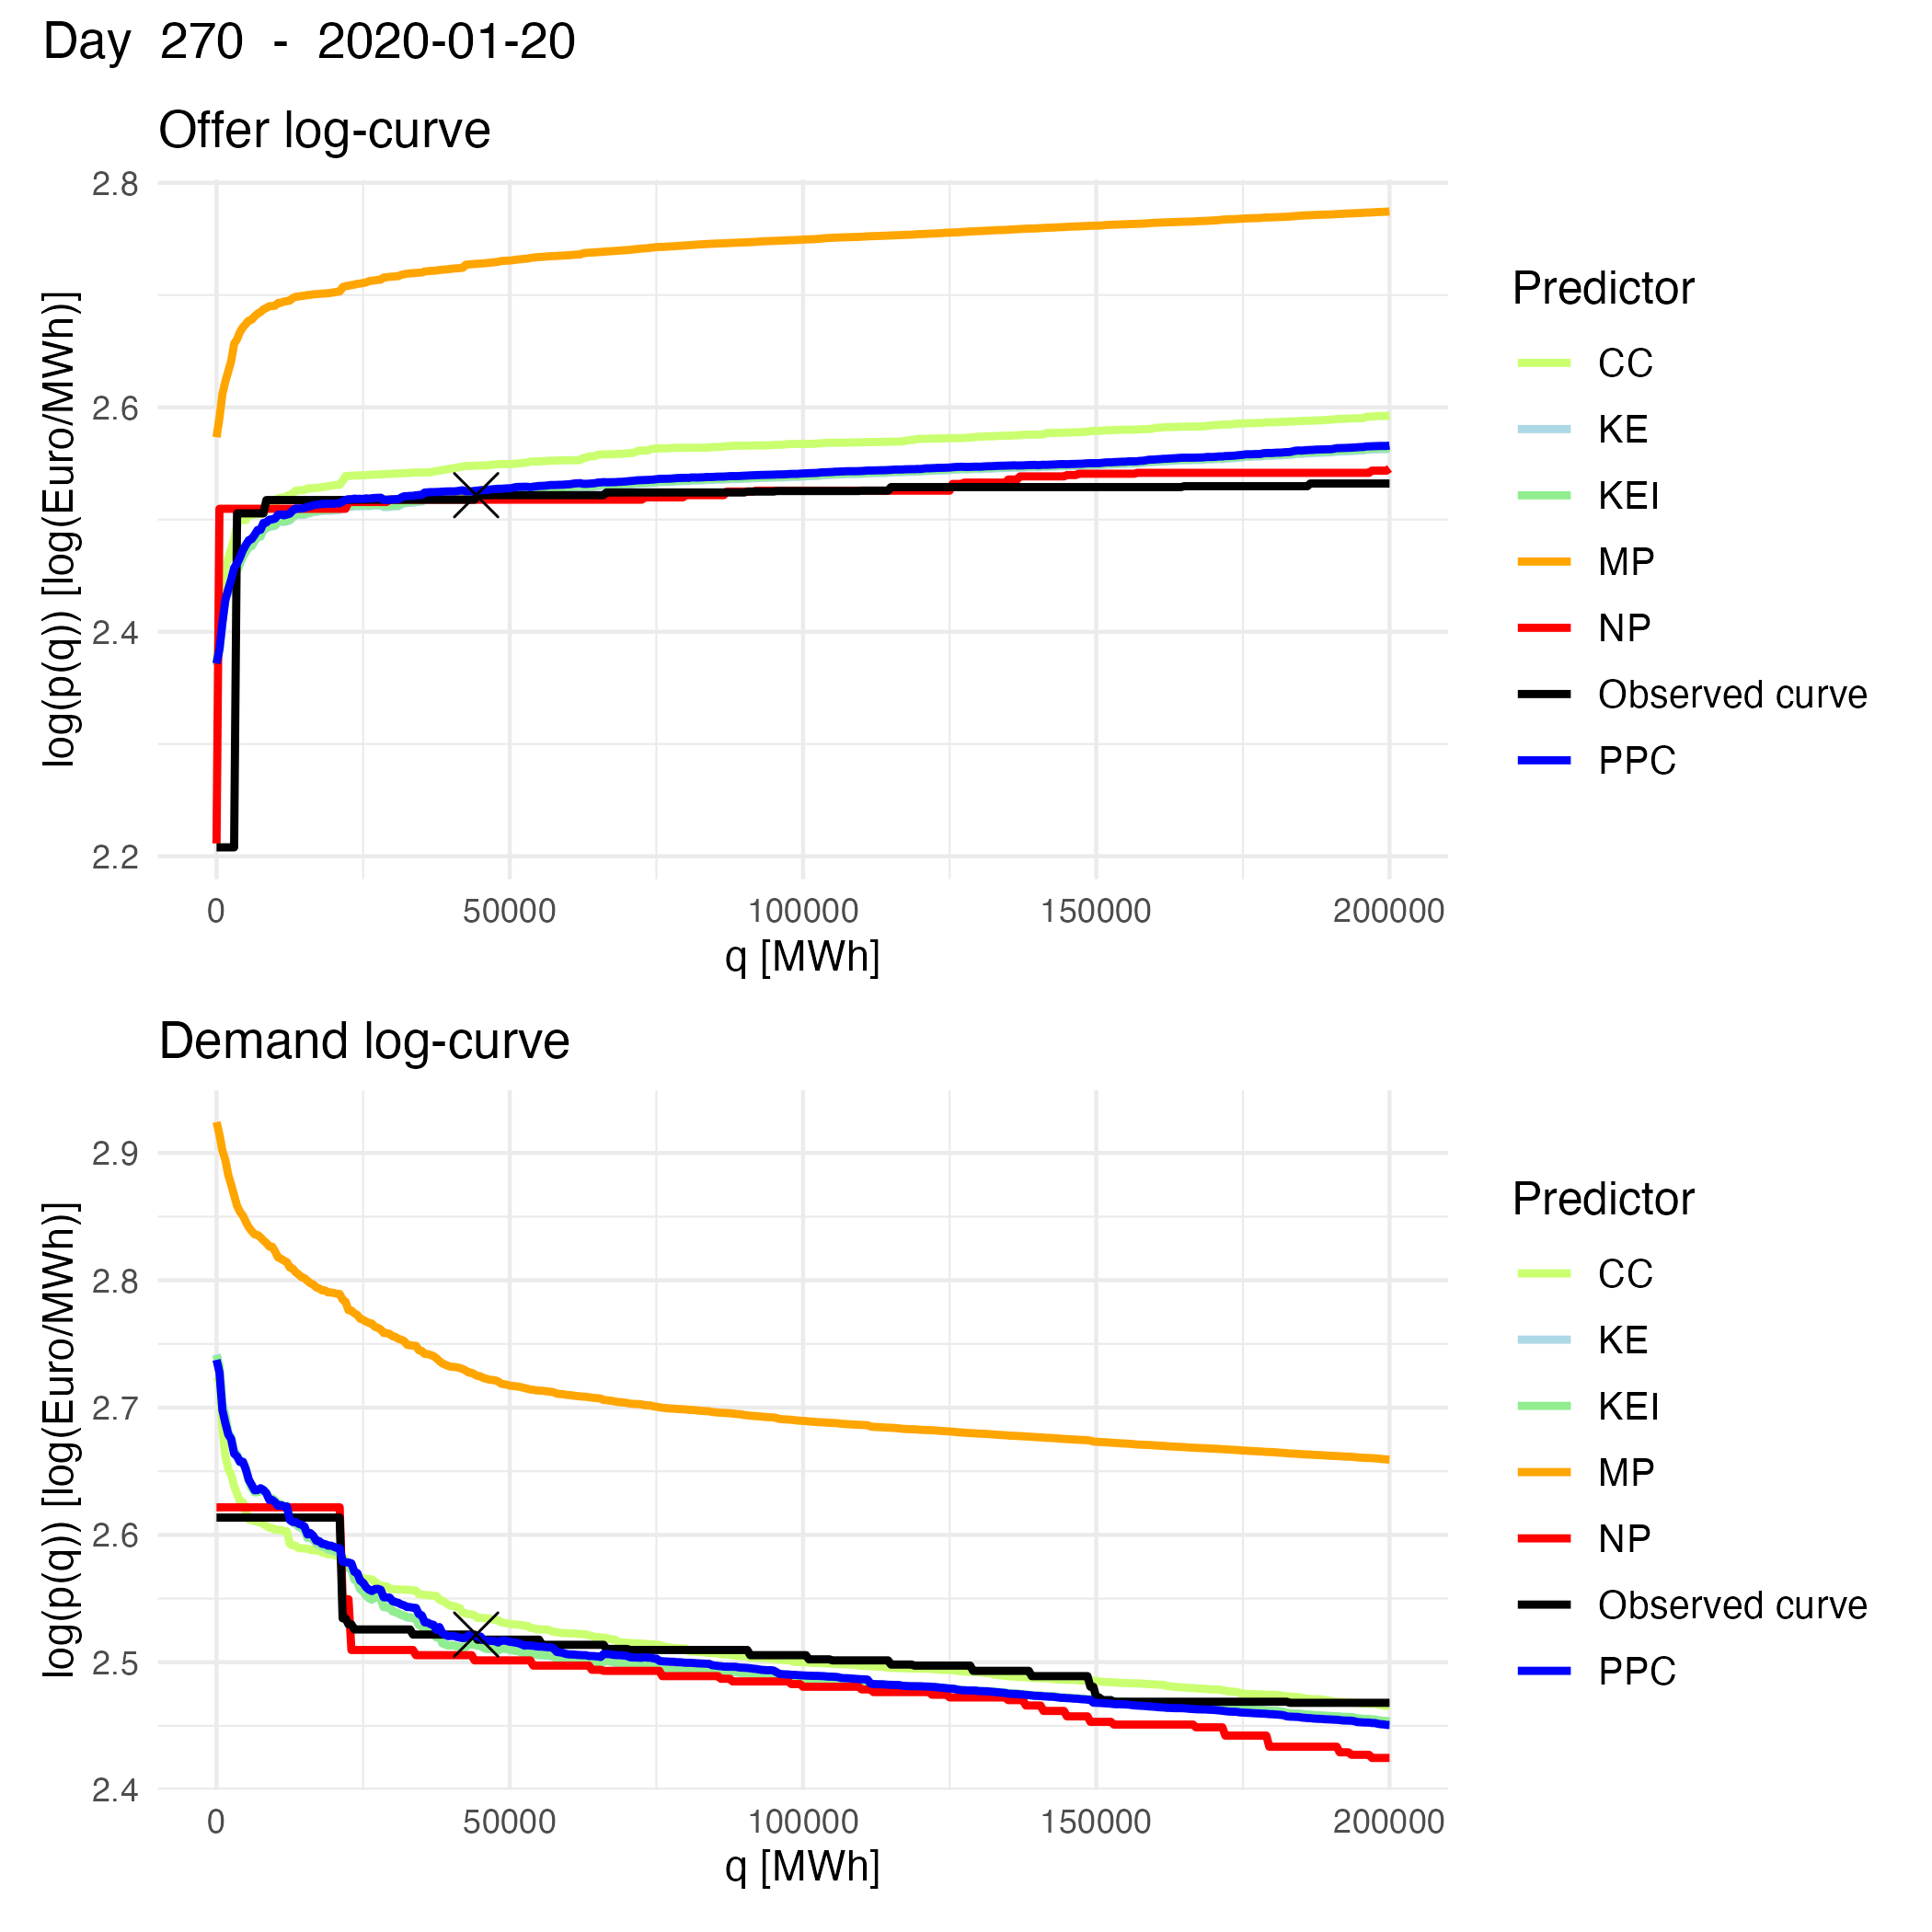 Day 270 - 2020-01-20
Offer log-curve
log(p(q)) [log(Euro/MWh)]
2.8
2.6
2.4
2.2
0 50000 100000 150000 200000
q [MWh]
Predictor
CC
KE
KEI
MP
NP
Observed curve
PPC
Demand log-curve
log(p(q)) [log(Euro/MWh)]
2.9
2.8
2.7
2.6
2.5
2.4
0 50000 100000 150000 200000
q [MWh]
Predictor
CC
KE
KEI
MP
NP
Observed curve
PPC